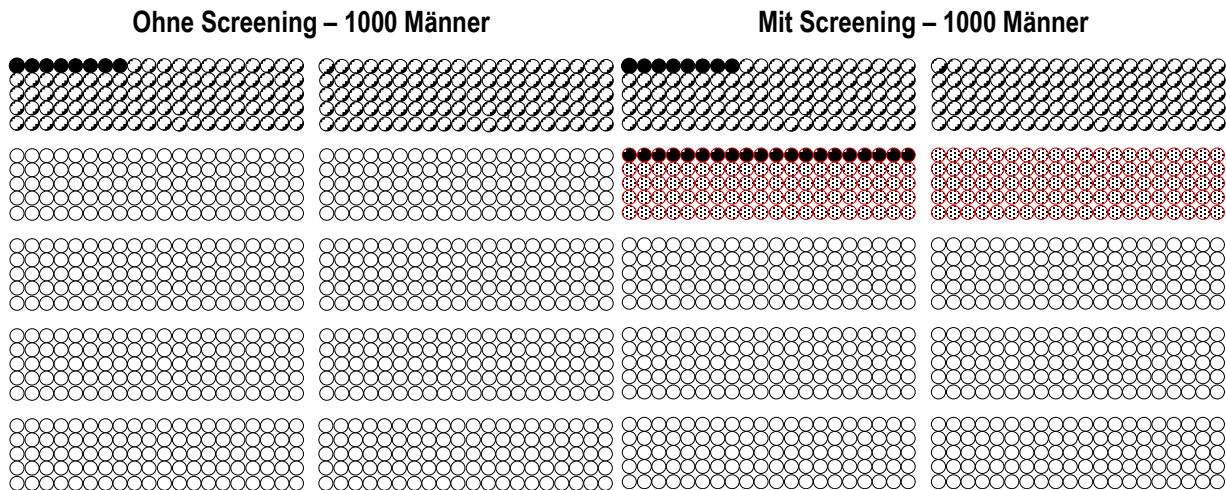 Ohne Screening – 1000 Männer
Mit Screening – 1000 Männer